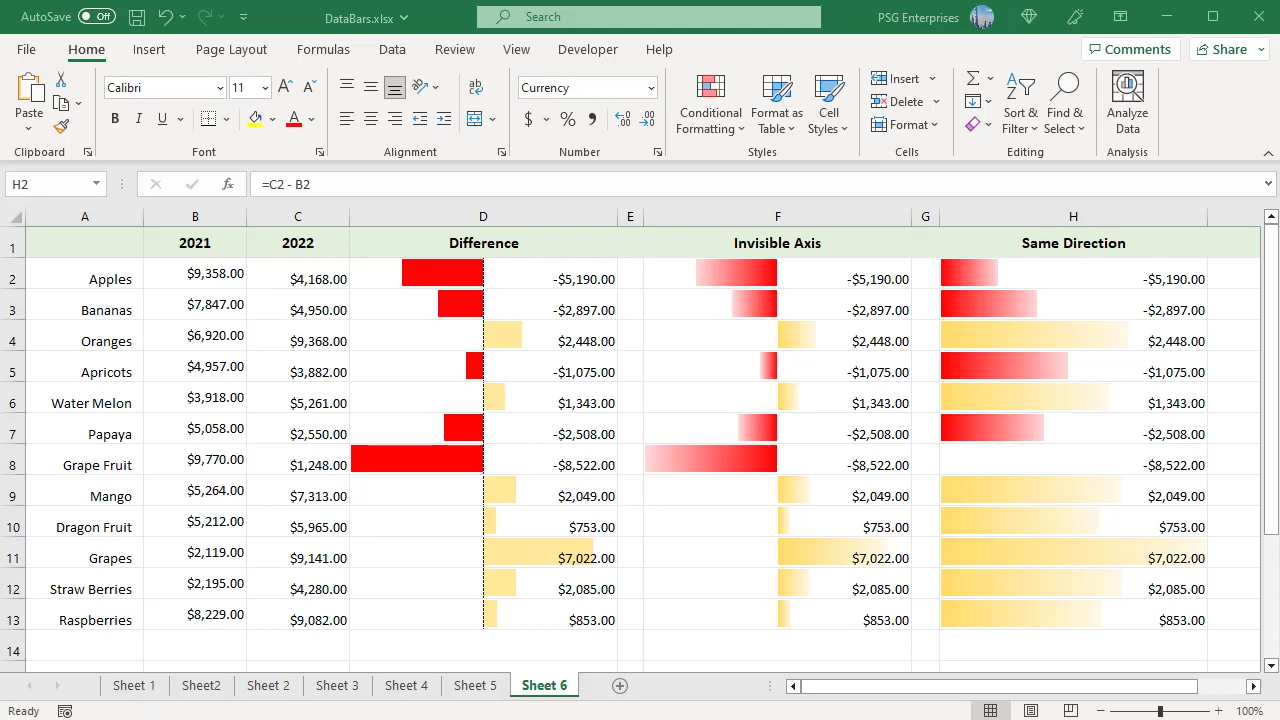 AutoSave Off DataBars.xlsx Search PSG Enterprises
File Home Insert Page Layout Formulas Data Review View Developer Help Comments Share
Paste Calibri 11 B I U A ab Currency $ % , Conditional Formatting Format as Table Cell Styles Insert Delete Format Sort & Filter Find & Select Analyze Data
Clipboard Font Alignment Number Styles Cells Editing Analysis
H2 fx =C2 - B2
A B C D E F G H
1 2021 2022 Difference Invisible Axis Same Direction
2 Apples $9,358.00 $4,168.00 -$5,190.00 -$5,190.00 -$5,190.00
3 Bananas $7,847.00 $4,950.00 -$2,897.00 -$2,897.00 -$2,897.00
4 Oranges $6,920.00 $9,368.00 $2,448.00 $2,448.00 $2,448.00
5 Apricots $4,957.00 $3,882.00 -$1,075.00 -$1,075.00 -$1,075.00
6 Water Melon $3,918.00 $5,261.00 $1,343.00 $1,343.00 $1,343.00
7 Papaya $5,058.00 $2,550.00 -$2,508.00 -$2,508.00 -$2,508.00
8 Grape Fruit $9,770.00 $1,248.00 -$8,522.00 -$8,522.00 -$8,522.00
9 Mango $5,264.00 $7,313.00 $2,049.00 $2,049.00 $2,049.00
10 Dragon Fruit $5,212.00 $5,965.00 $753.00 $753.00 $753.00
11 Grapes $2,119.00 $9,141.00 $7,022.00 $7,022.00 $7,022.00
12 Straw Berries $2,195.00 $4,280.00 $2,085.00 $2,085.00 $2,085.00
13 Raspberries $8,229.00 $9,082.00 $853.00 $853.00 $853.00
14
Sheet 1 Sheet2 Sheet 2 Sheet 3 Sheet 4 Sheet 5 Sheet 6
Ready 100%